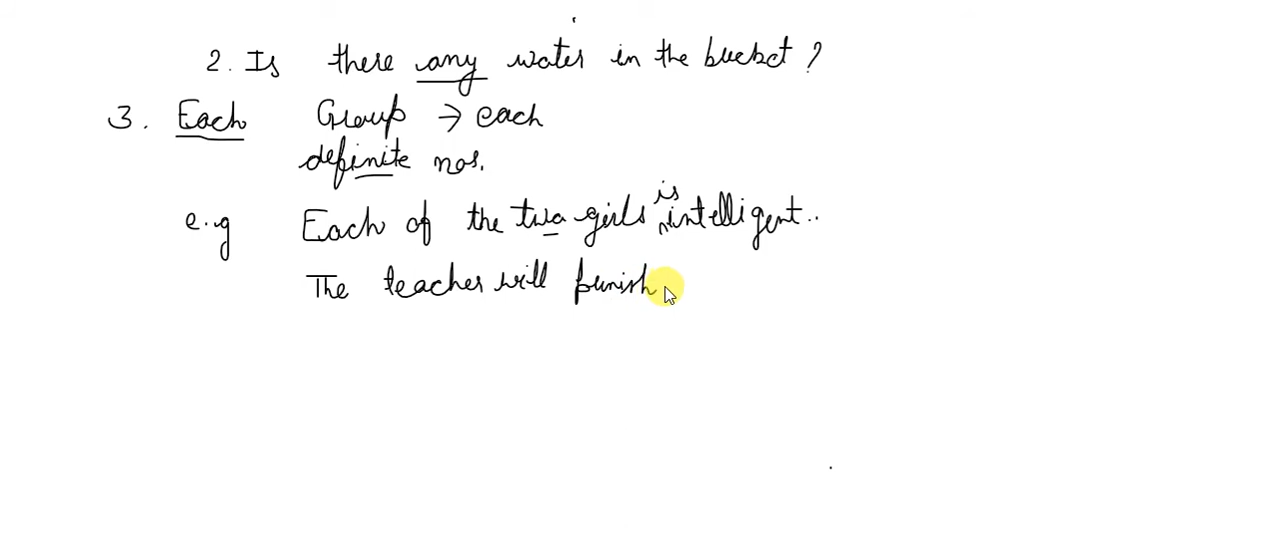 2. Is there any water in the bucket?
3. Each Group → each
definite nos.
e.g Each of the two girls is intelligent..
The teacher will punish